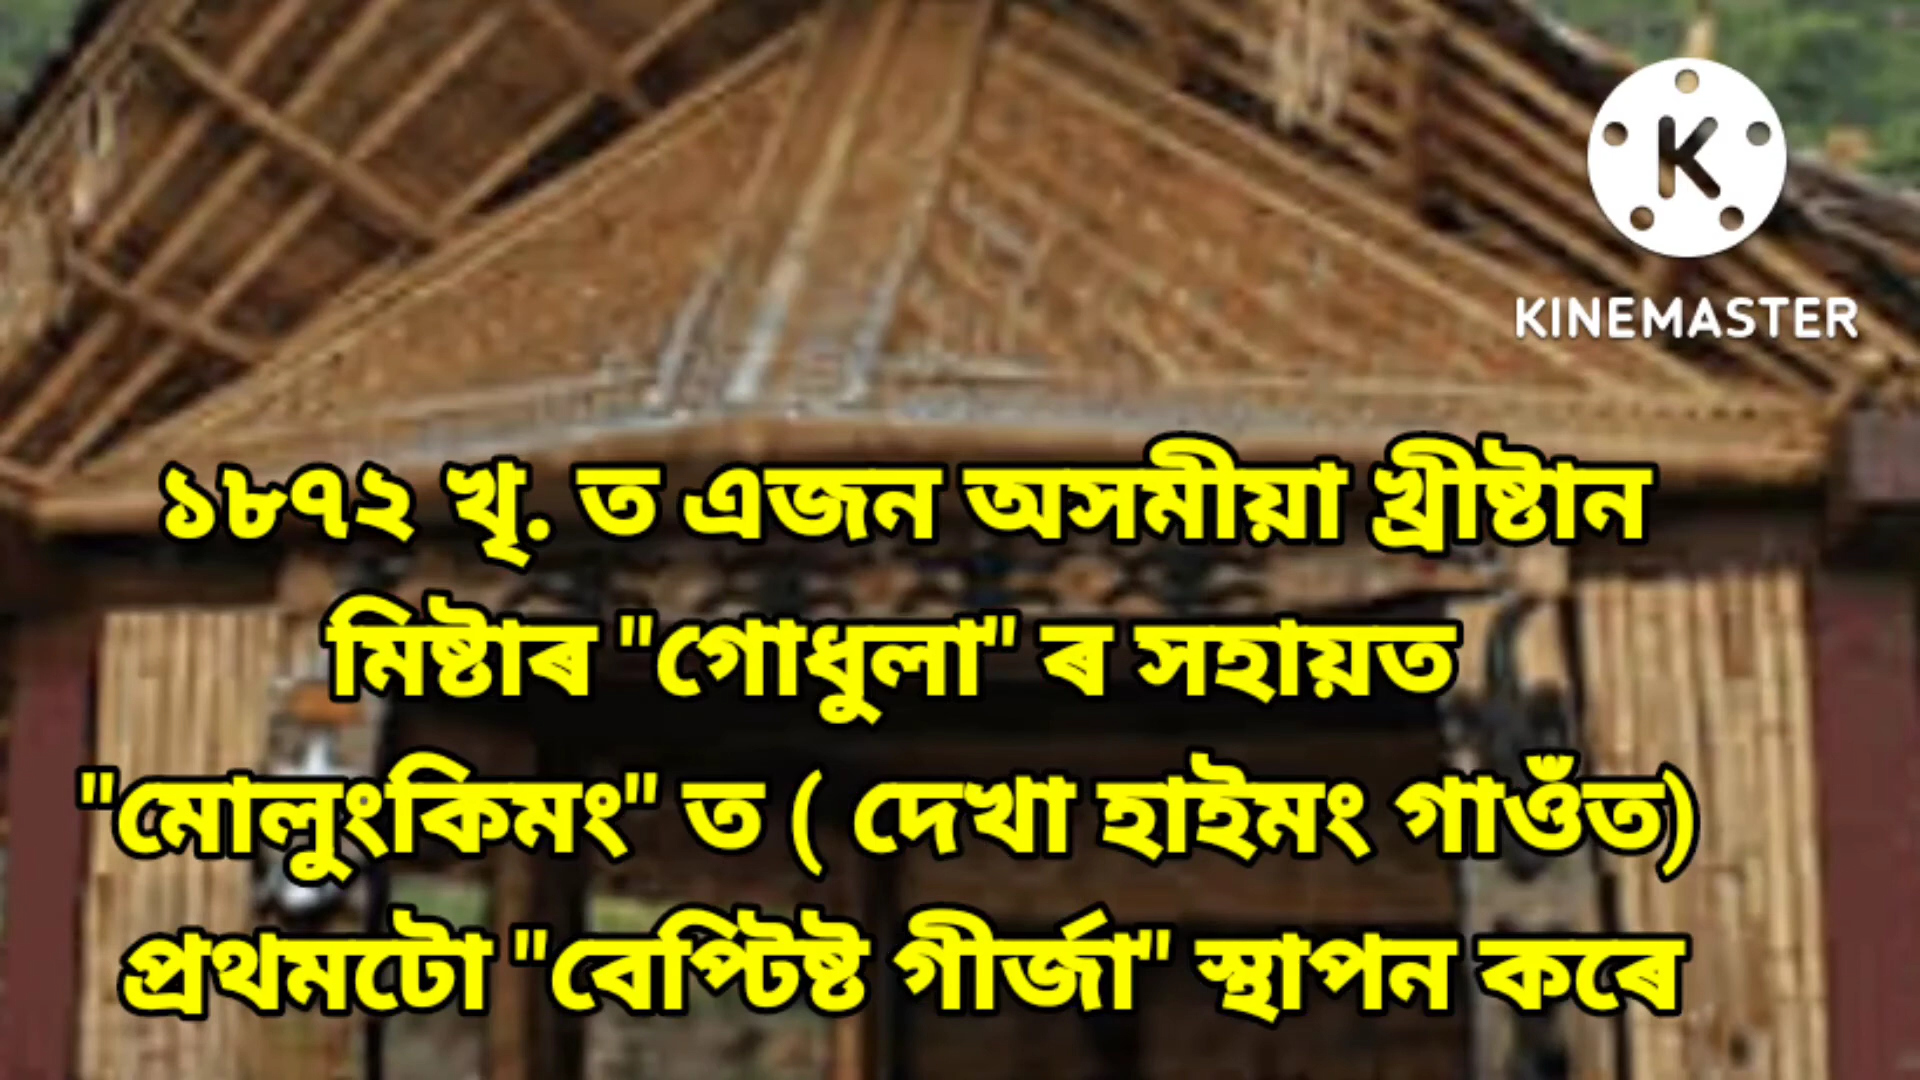 KINEMASTER
১৮৭২ খৃ. ত এজন অসমীয়া খ্ৰীষ্টান
মিষ্টাৰ "গোধুলা" ৰ সহায়ত
"মোলুংকিমং" ত ( দেখা হাইমং গাওঁত)
প্ৰথমটো "বেপ্টিষ্ট গীৰ্জা" স্থাপন কৰে